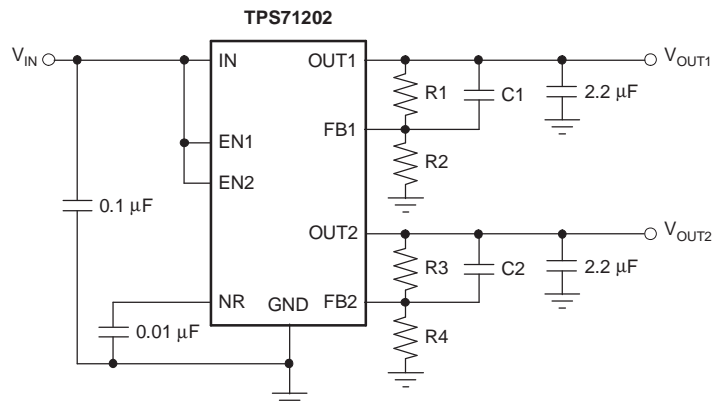 TPS71202
V_IN
IN
OUT1
V_OUT1
R1
C1
2.2 μF
FB1
EN1
R2
EN2
0.1 μF
OUT2
V_OUT2
R3
C2
2.2 μF
NR
GND
FB2
0.01 μF
R4